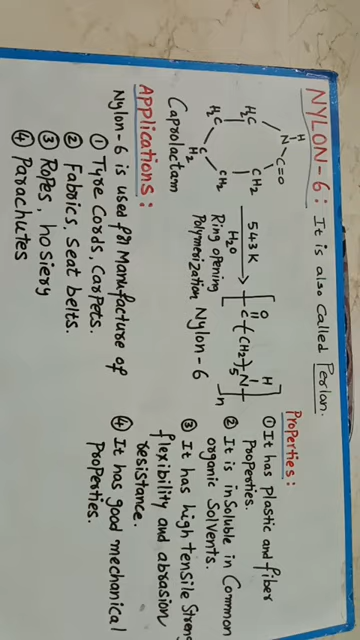 NYLON-6: It is also Called Perlon.
H
N
H₂C
C=O
H₂C
CH₂
H₂C
CH₂
C
H₂
Caprolactam
543K
H₂O
Ring opening
Polymerization
[C-(CH₂)₅-N]n
O
H
Nylon-6
Applications:
Nylon-6 is used for Manufacture of
① Tyre Cords, Carpets.
② Fabrics, Seat belts.
③ Ropes, hosiery
④ Parachutes
Properties:
① It has plastic and fiber
properties.
② It is insoluble in Common
organic Solvents.
③ It has high tensile
flexibility and abrasion
resistance.
④ It has good mechanical
properties.